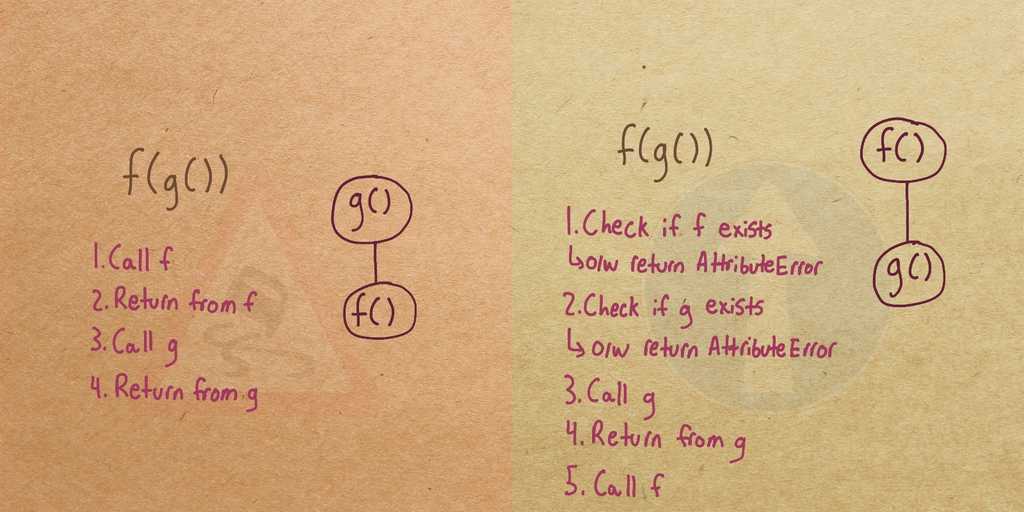 f(g())
1. Call f
2. Return from f
3. Call g
4. Return from g
g()
f()
f(g())
1. Check if f exists
↳ o/w return AttributeError
2. Check if g exists
↳ o/w return AttributeError
3. Call g
4. Return from g
5. Call f
f()
g()